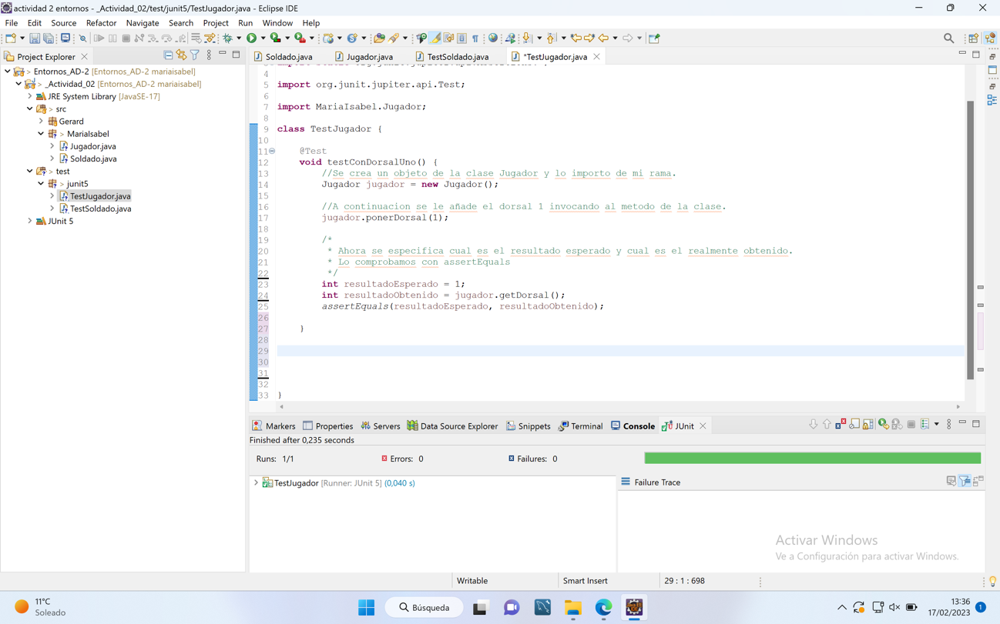 actividad 2 entornos - _Actividad_02/test/junit5/TestJugador.java - Eclipse IDE
File Edit Source Refactor Navigate Search Project Run Window Help
Project Explorer
Entornos_AD-2 [Entornos_AD-2 mariaisabel]
_Actividad_02 [Entornos_AD-2 mariaisabel]
JRE System Library [JavaSE-17]
src
Gerard
MariaIsabel
Jugador.java
Soldado.java
test
junit5
TestJugador.java
TestSoldado.java
JUnit 5
Soldado.java Jugador.java TestSoldado.java *TestJugador.java
4
5 import org.junit.jupiter.api.Test;
6
7 import MariaIsabel.Jugador;
8
9 class TestJugador {
10
11 @Test
12 void testConDorsalUno() {
13 //Se crea un objeto de la clase Jugador y lo importo de mi rama.
14 Jugador jugador = new Jugador();
15
16 //A continuacion se le añade el dorsal 1 invocando al metodo de la clase.
17 jugador.ponerDorsal(1);
18
19 /*
20 * Ahora se especifica cual es el resultado esperado y cual es el realmente obtenido.
21 * Lo comprobamos con assertEquals
22 */
23 int resultadoEsperado = 1;
24 int resultadoObtenido = jugador.getDorsal();
25 assertEquals(resultadoEsperado, resultadoObtenido);
26
27 }
28
29
30
31
32
33 }
Markers Properties Servers Data Source Explorer Snippets Terminal Console JUnit
Finished after 0,235 seconds
Runs: 1/1 Errors: 0 Failures: 0
TestJugador [Runner: JUnit 5] (0,040 s)
Failure Trace
Activar Windows
Ve a Configuración para activar Windows.
Writable Smart Insert 29 : 1 : 698
11°C
Soleado
Búsqueda
13:36
17/02/2023
1